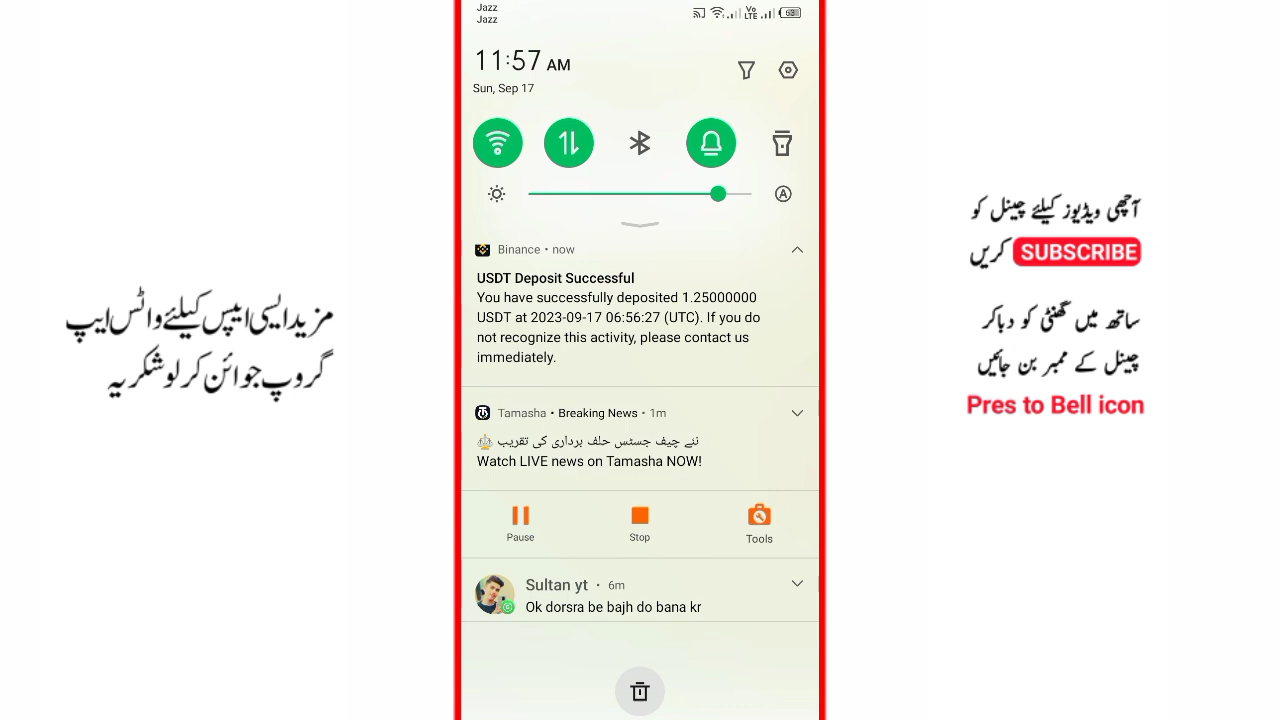 Jazz
Jazz
Vo
LTE
63
11:57 AM
Sun, Sep 17
A
Binance • now
USDT Deposit Successful
You have successfully deposited 1.25000000
USDT at 2023-09-17 06:56:27 (UTC). If you do
not recognize this activity, please contact us
immediately.
Tamasha • Breaking News • 1m
نئے چیف جسٹس حلف برداری کی تقریب
Watch LIVE news on Tamasha NOW!
Pause
Stop
Tools
Sultan yt • 6m
Ok dorsra be bajh do bana kr
مزید ایسی ایپس کیلئے واٹس ایپ
گروپ جوائن کر لو شکریہ
اچھی ویڈیوز کیلئے چینل کو
SUBSCRIBE کریں
ساتھ میں گھنٹی کو دباکر
چینل کے ممبر بن جائیں
Pres to Bell icon